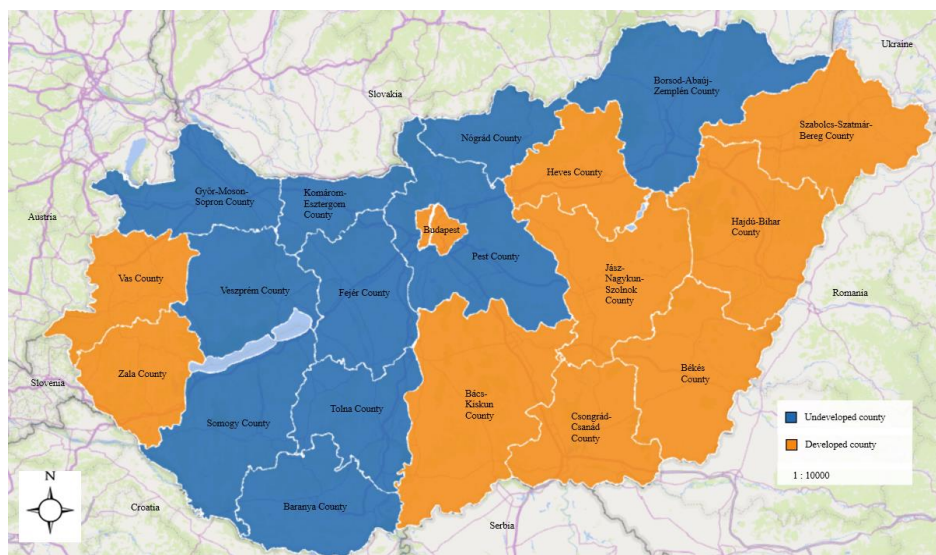 Ukraine
Borsod-Abaúj-
Zemplén County
Slovakia
Szabolcs-Szatmár-
Bereg County
Nógrád County
Heves County
Győr-Moson-
Sopron County
Komárom-
Esztergom
County
Austria
Budapest
Hajdú-Bihar
County
Pest County
Vas County
Veszprém County
Fejér County
Jász-
Nagykun-
Szolnok
County
Romania
Zala County
Slovenia
Békés
County
Bács-
Kiskun
County
Tolna County
Somogy County
Csongrád-
Csanád
County
Undeveloped county
Developed county
1 : 10000
N
Croatia
Baranya County
Serbia